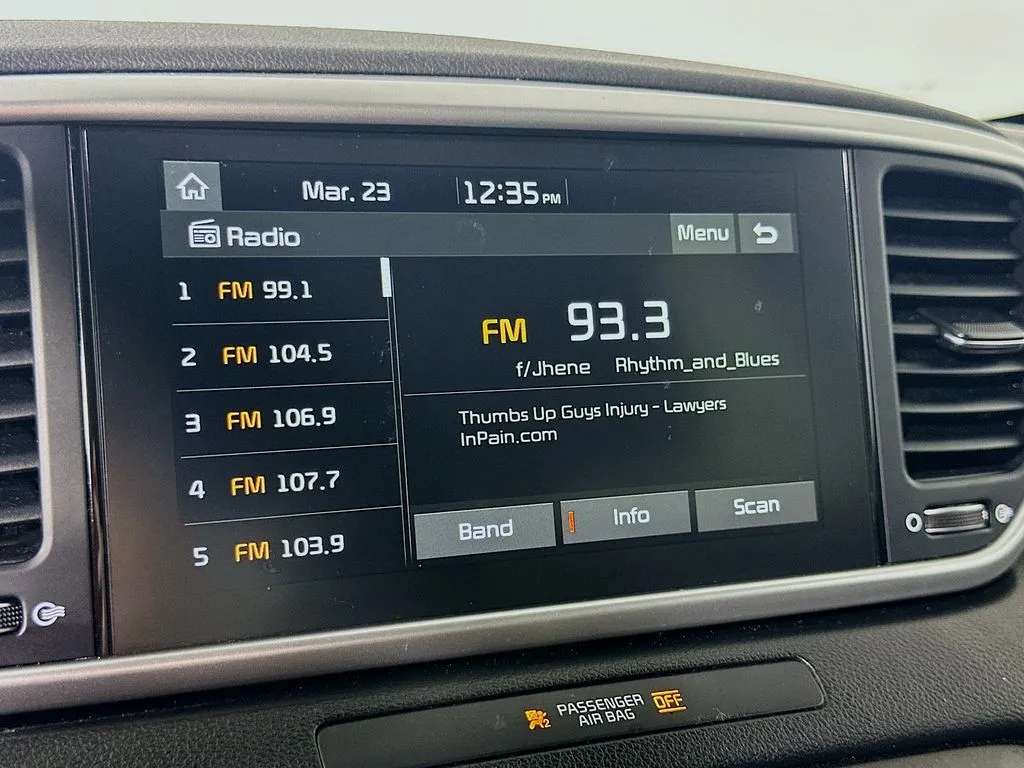 Mar. 23 12:35 PM
Radio Menu
1 FM 99.1
2 FM 104.5
3 FM 106.9
4 FM 107.7
5 FM 103.9
FM 93.3
f/Jhene Rhythm_and_Blues
Thumbs Up Guys Injury - Lawyers
InPain.com
Band Info Scan
PASSENGER
AIR BAG OFF